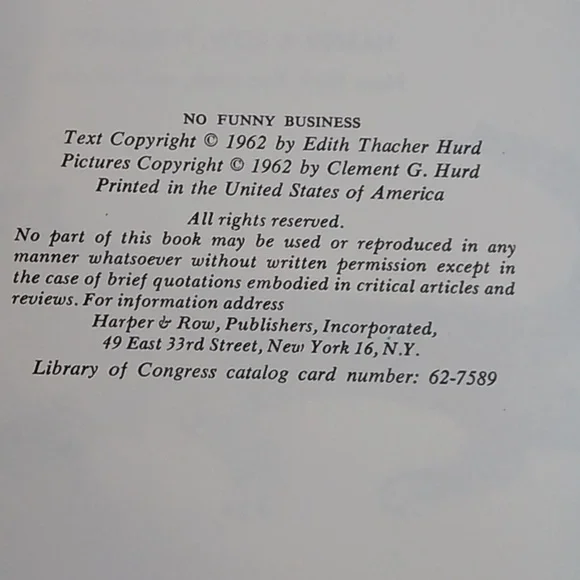 NO FUNNY BUSINESS
Text Copyright © 1962 by Edith Thacher Hurd
Pictures Copyright © 1962 by Clement G. Hurd
Printed in the United States of America
All rights reserved.
No part of this book may be used or reproduced in any
manner whatsoever without written permission except in
the case of brief quotations embodied in critical articles and
reviews. For information address
Harper & Row, Publishers, Incorporated,
49 East 33rd Street, New York 16, N.Y.
Library of Congress catalog card number: 62-7589